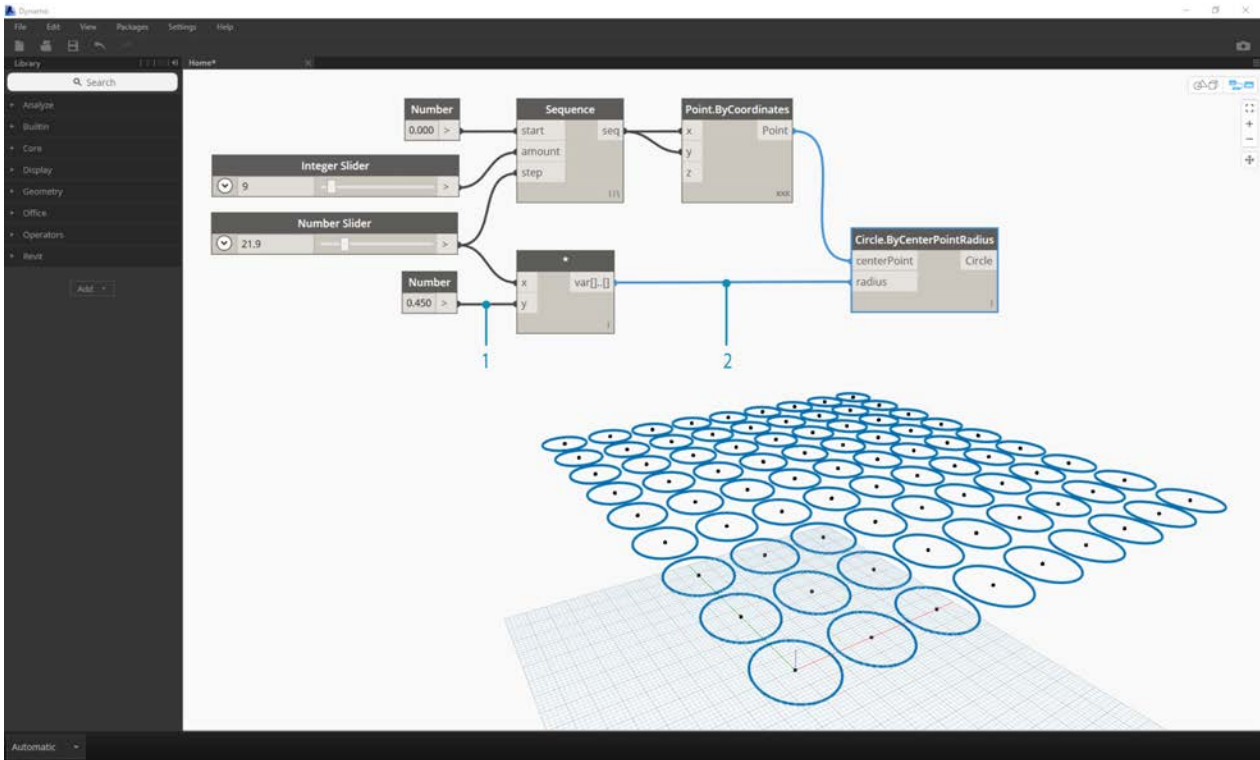 Dynamo
File Edit View Packages Settings Help
Library
Home*
Search
Analyze
Builtin
Core
Display
Geometry
Office
Operators
Revit
Add
Number
0.000 >
Integer Slider
9 >
Number Slider
21.9 >
Number
0.450 >
Sequence
start seq
amount
step
Point.ByCoordinates
x Point
y
z
xxx
*
x var[]..[]
y
Circle.ByCenterPointRadius
centerPoint Circle
radius
1
2
Automatic